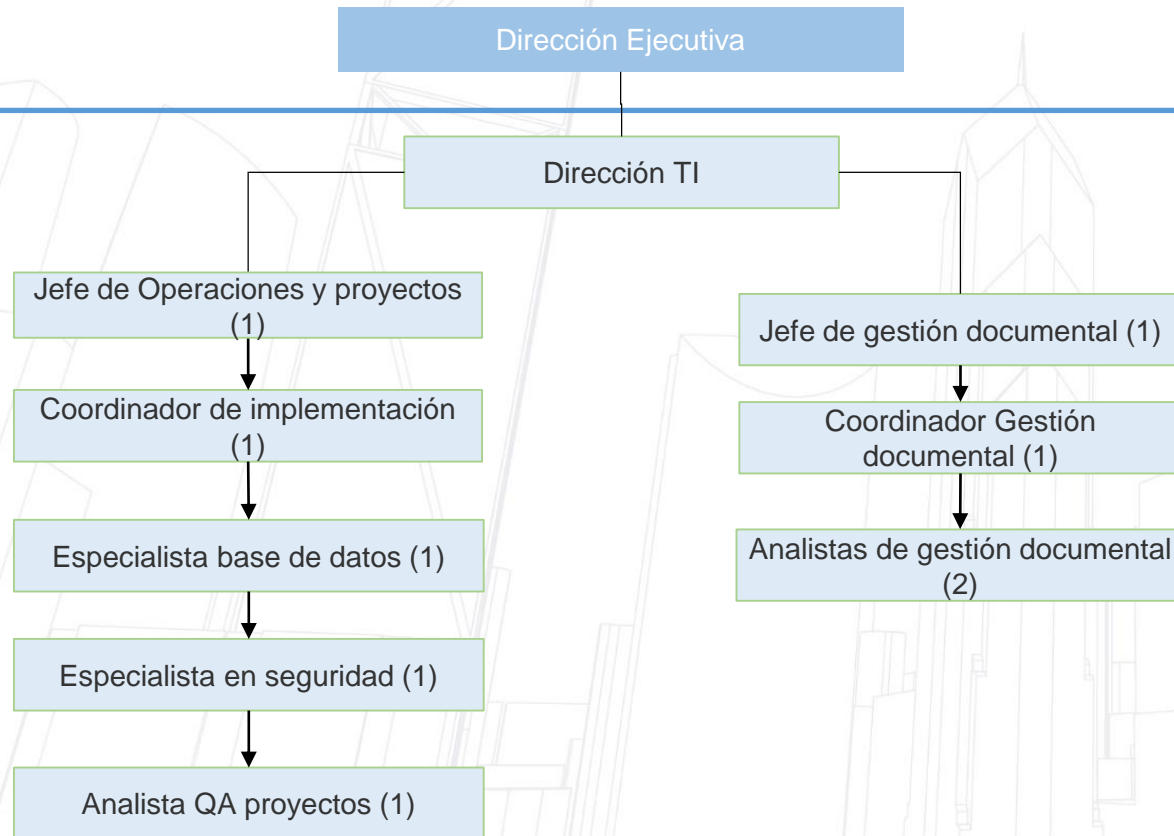 Dirección Ejecutiva
Dirección TI
Jefe de Operaciones y proyectos
(1)
Coordinador de implementación
(1)
Especialista base de datos (1)
Especialista en seguridad (1)
Analista QA proyectos (1)
Jefe de gestión documental (1)
Coordinador Gestión
documental (1)
Analistas de gestión documental
(2)